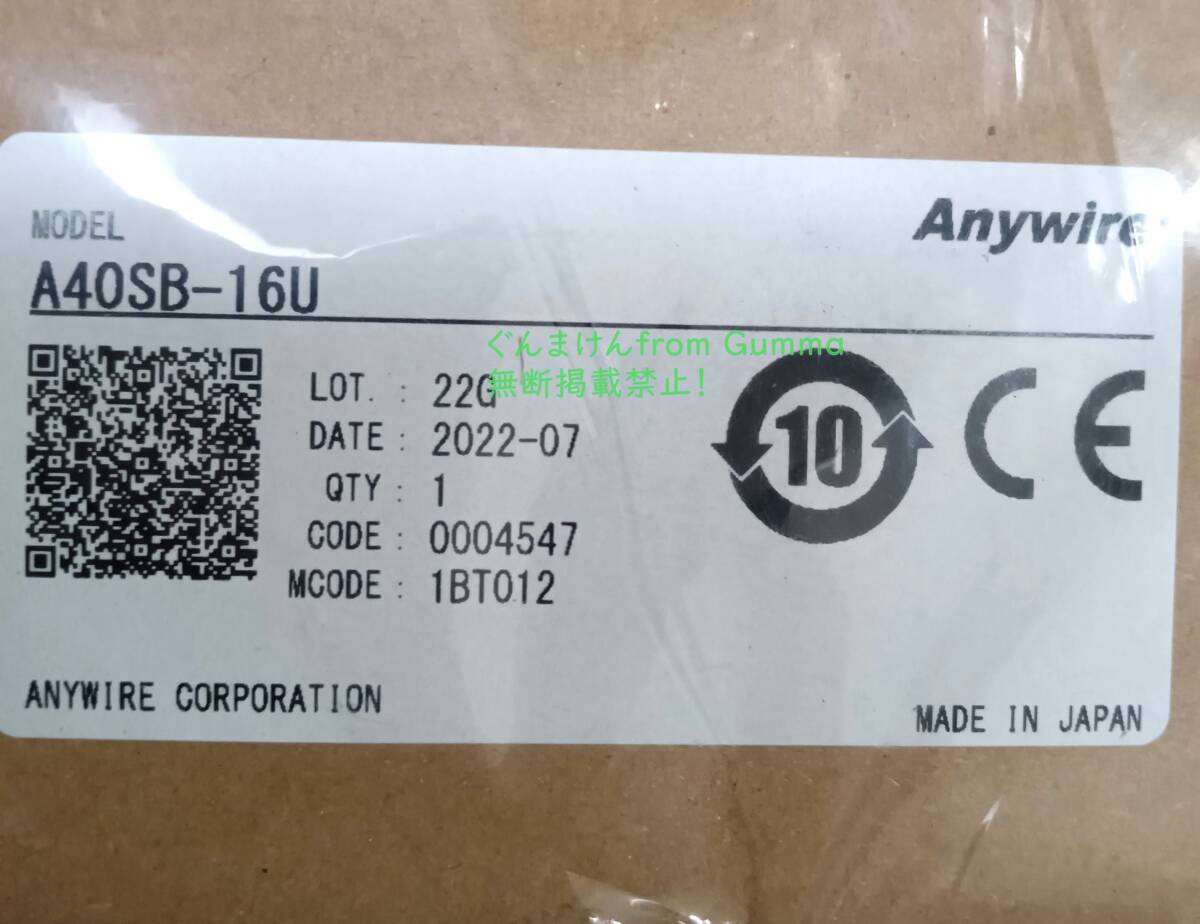 MODEL
Anywire
A40SB-16U
ぐんまけんfrom Gumma
無断掲載禁止!
LOT. : 22G
DATE : 2022-07
QTY : 1
CODE : 0004547
MCODE : 1BT012
10
CE
ANYWIRE CORPORATION
MADE IN JAPAN